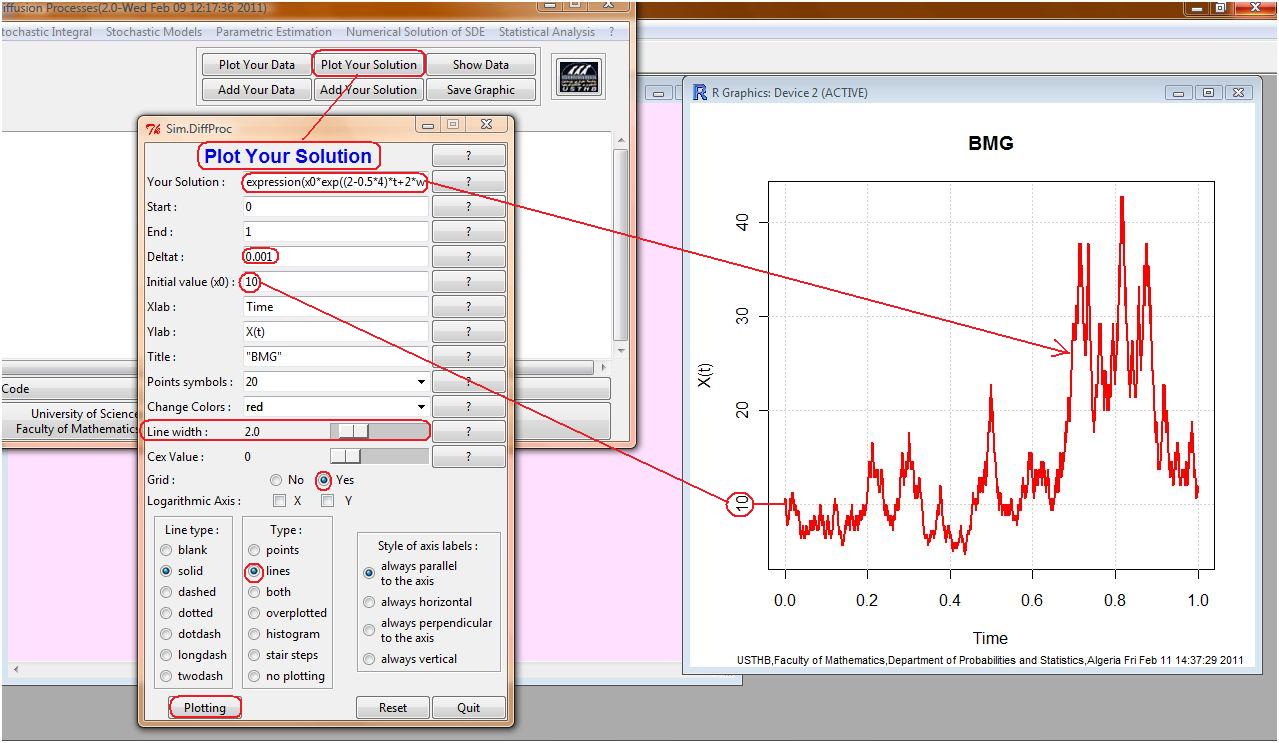 iffusion Processes(2.0-Wed Feb 09 12:17:36 2011)
tochastic Integral Stochastic Models Parametric Estimation Numerical Solution of SDE Statistical Analysis ?
Plot Your Data Plot Your Solution Show Data
Add Your Data Add Your Solution Save Graphic
USTHB
Code
University of Science
Faculty of Mathematics
Sim.DiffProc
Plot Your Solution ?
Your Solution : expression(x0*exp((2-0.5*4)*t+2*w ?
Start : 0 ?
End : 1 ?
Deltat : 0.001 ?
Initial value (x0) : 10 ?
Xlab : Time ?
Ylab : X(t) ?
Title : "BMG" ?
Points symbols : 20 ?
Change Colors : red ?
Line width : 2.0 ?
Cex Value : 0 ?
Grid : No Yes
Logarithmic Axis : X Y
Line type :
blank
solid
dashed
dotted
dotdash
longdash
twodash
Type :
points
lines
both
overplotted
histogram
stair steps
no plotting
Style of axis labels :
always parallel
to the axis
always horizontal
always perpendicular
to the axis
always vertical
Plotting Reset Quit
R Graphics: Device 2 (ACTIVE)
BMG
X(t)
40
30
20
10
0.0 0.2 0.4 0.6 0.8 1.0
Time
USTHB,Faculty of Mathematics,Department of Probabilities and Statistics,Algeria Fri Feb 11 14:37:29 2011